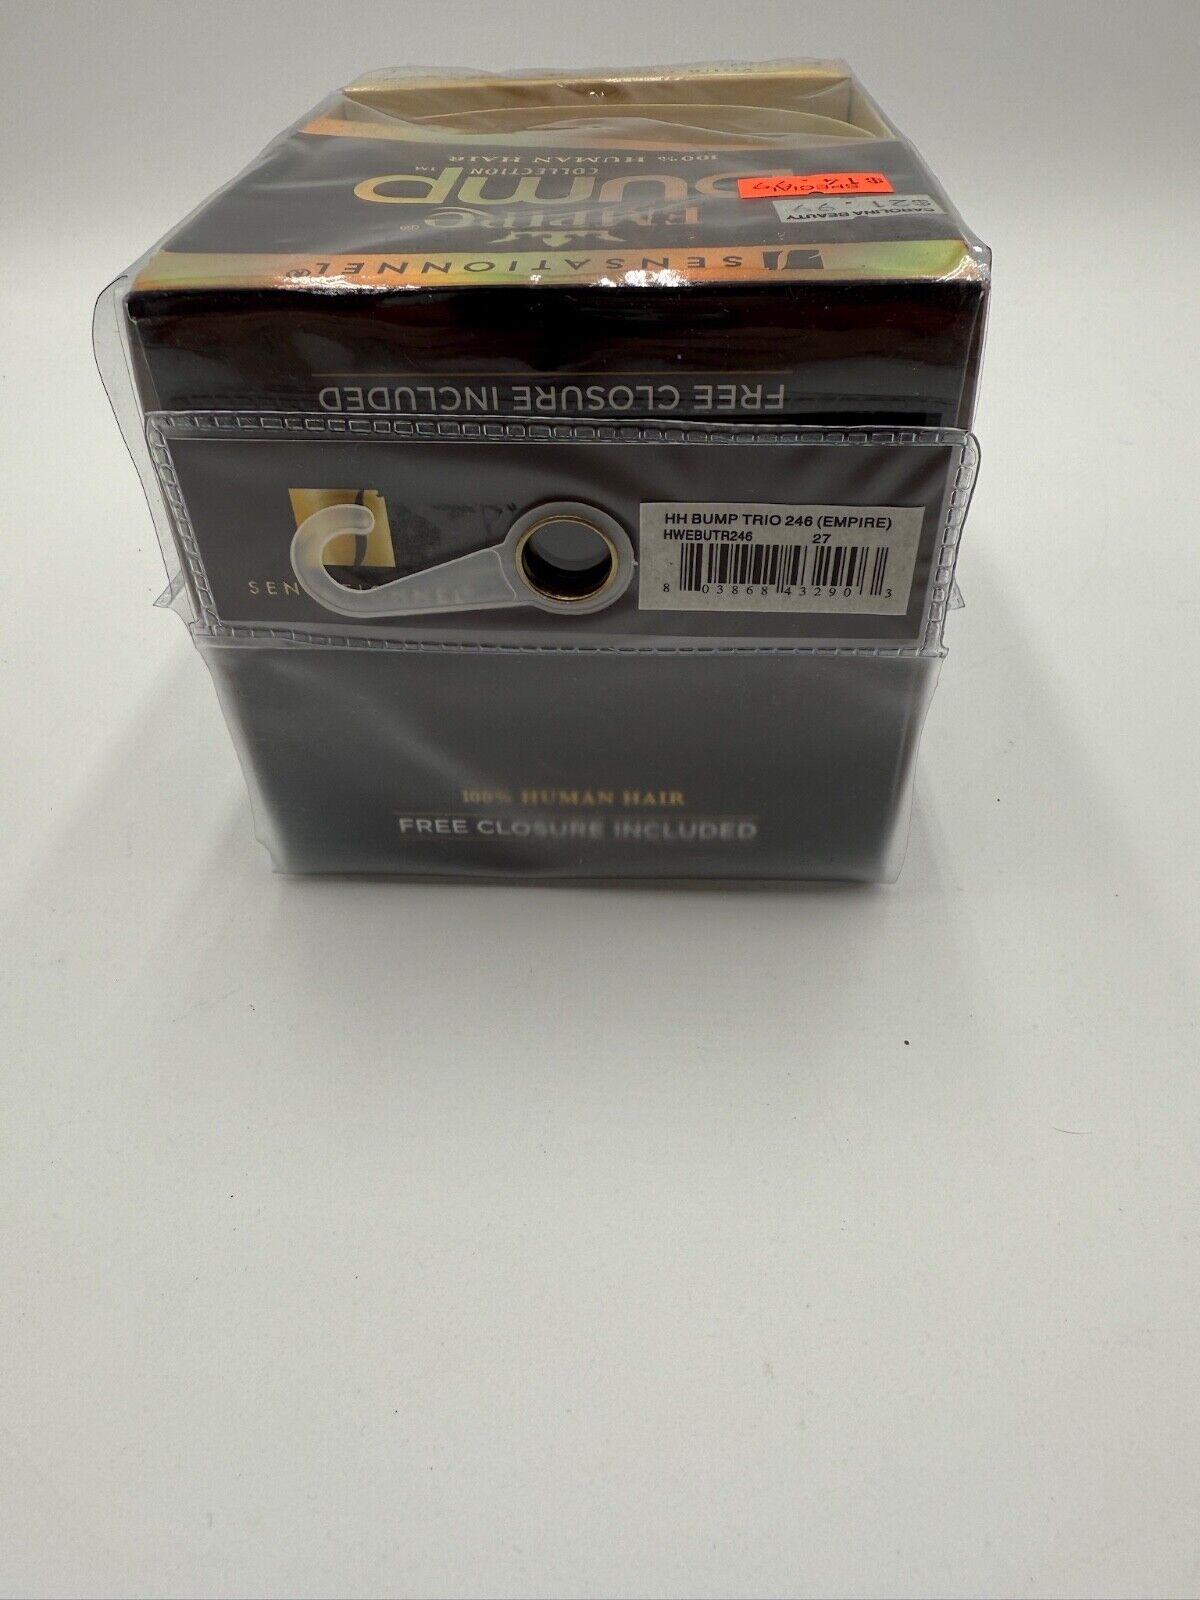 100% HUMAN HAIR
COLLECTION™
bump
EMPIRE®
SPECIAL
CAROLINA BEAUTY
$21.99
SENSATIONNEL®
FREE CLOSURE INCLUDED
SENSATIONNEL
HH BUMP TRIO 246 (EMPIRE)
HWEBUTR246 27
8 03868 43290 3
100% HUMAN HAIR
FREE CLOSURE INCLUDED